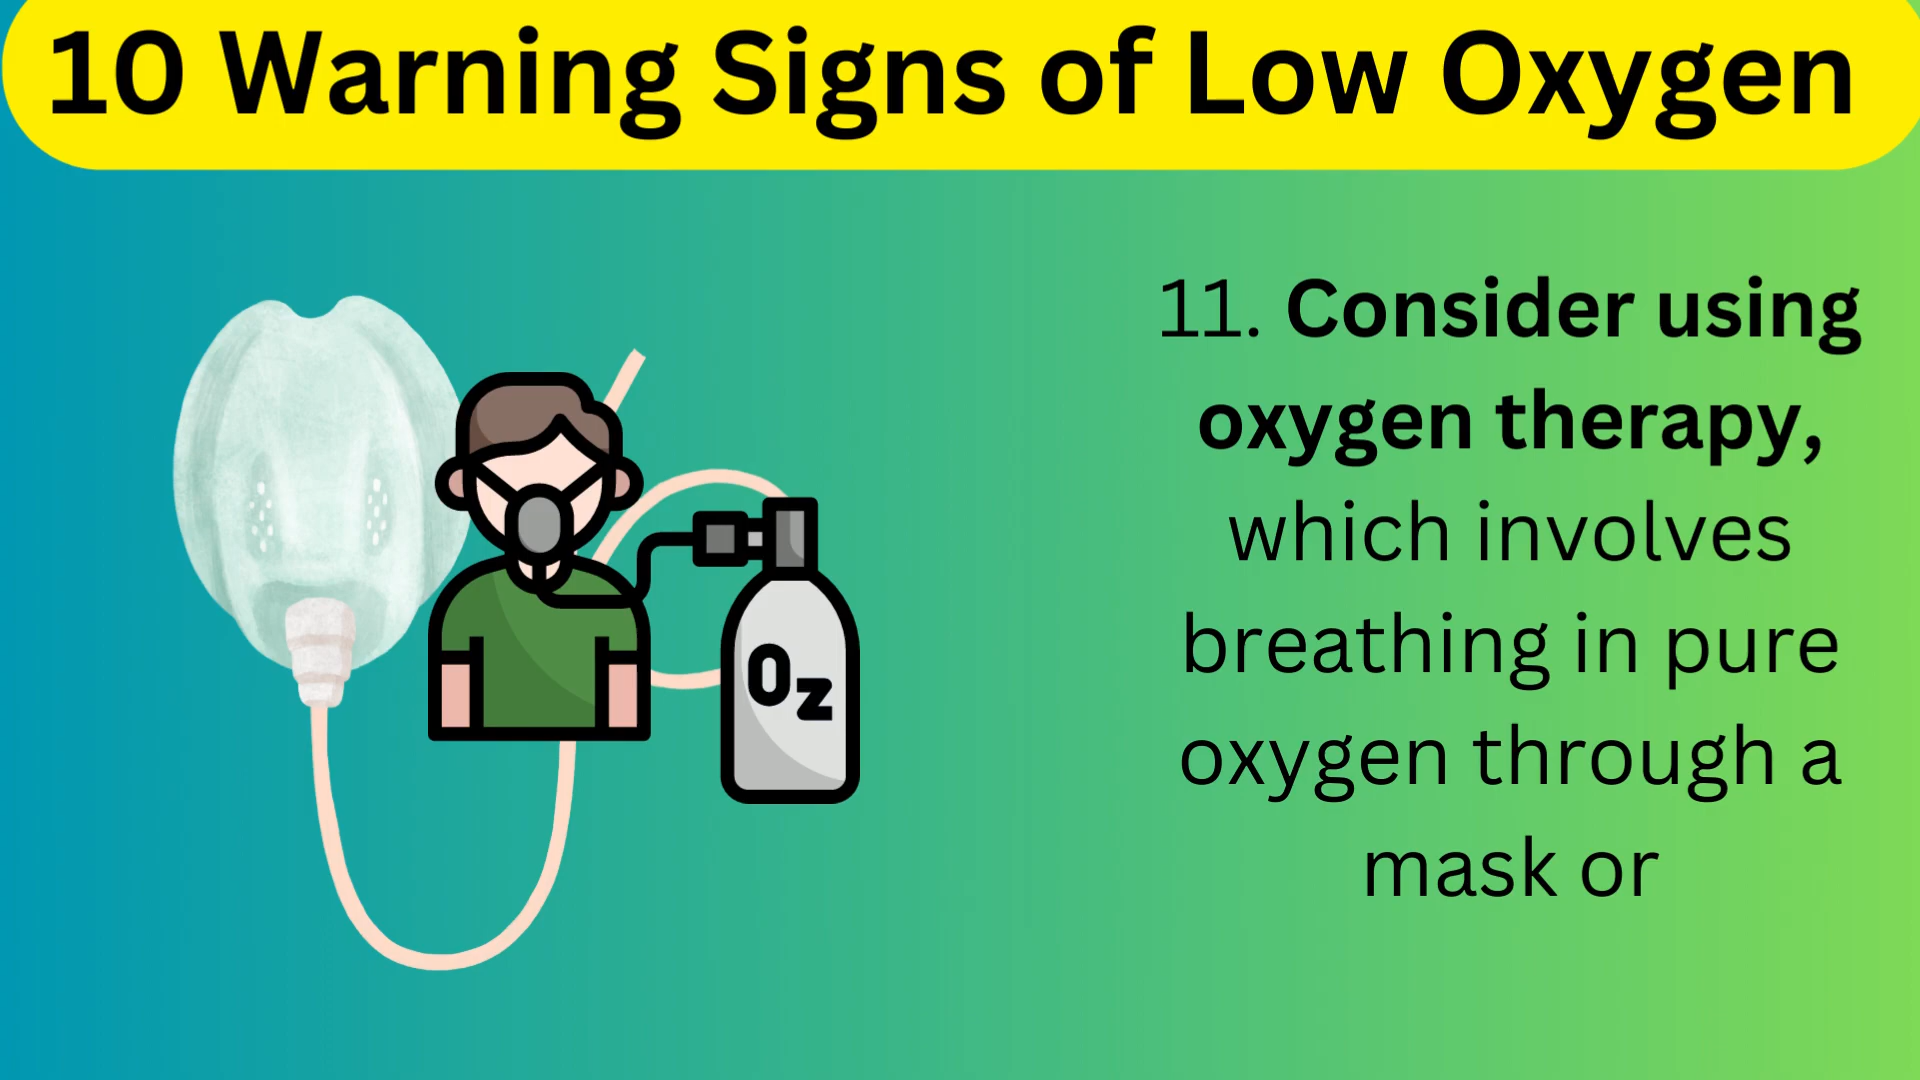 10 Warning Signs of Low Oxygen
11. Consider using
oxygen therapy,
which involves
breathing in pure
oxygen through a
mask or
O₂